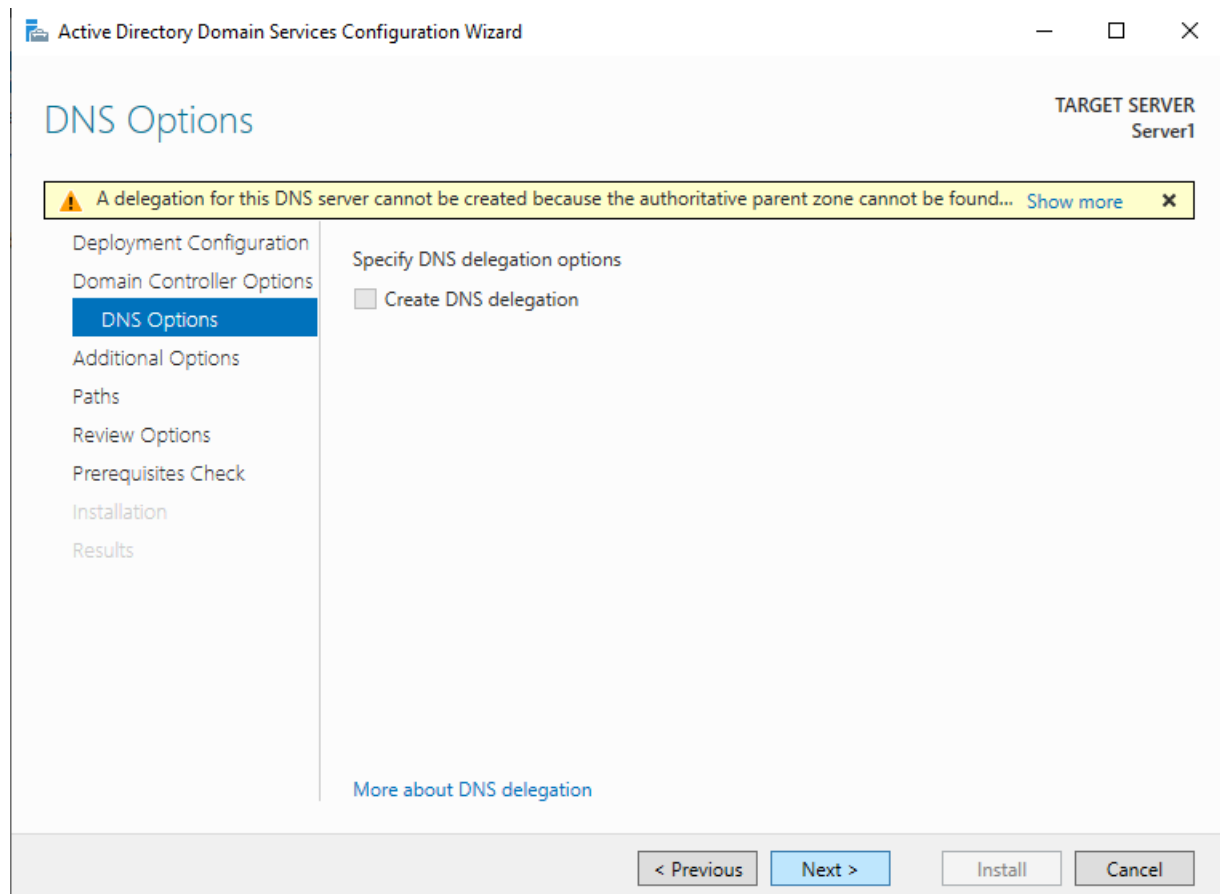 Active Directory Domain Services Configuration Wizard
DNS Options
TARGET SERVER
Server1
A delegation for this DNS server cannot be created because the authoritative parent zone cannot be found... Show more
Deployment Configuration
Domain Controller Options
DNS Options
Additional Options
Paths
Review Options
Prerequisites Check
Installation
Results
Specify DNS delegation options
Create DNS delegation
More about DNS delegation
< Previous
Next >
Install
Cancel